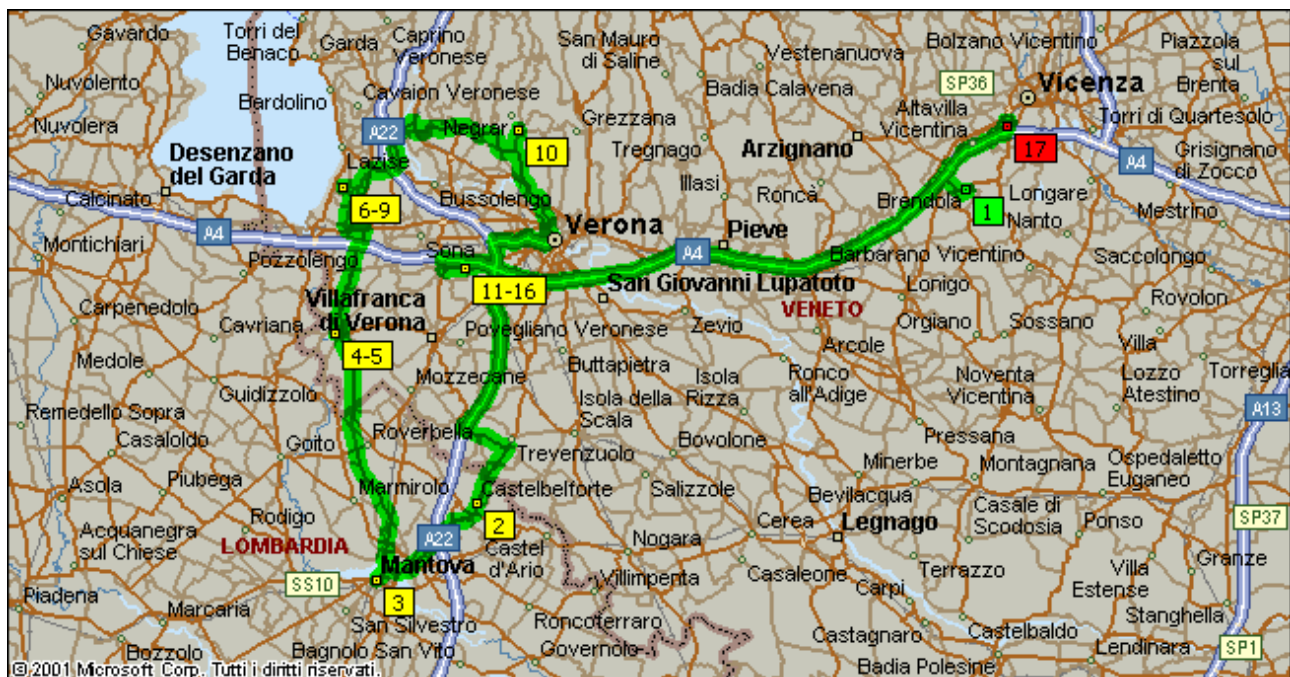 Gavardo
Torri del
Benaco
Garda
Caprino
Veronese
San Mauro
di Saline
Vestenanuova
Bolzano Vicentino
Piazzola
sul
Brenta
Nuvolento
Bardolino
Cavaion Veronese
Badia Calavena
SP36
Vicenza
Nuvolera
A22
Negrar
Grezzana
Altavilla
Vicentina
Torri di Quartesolo
Desenzano
del Garda
Lazise
10
Tregnago
Arzignano
17
A4
Grisignano
di Zocco
Calcinato
6-9
Bussolengo
Illasi
Roncà
Brendola
1
Longare
Nanto
Mestrino
A4
Montichiari
Sona
Verona
Pieve
A4
Pozzolengo
Barbarano Vicentino
Saccolongo
Carpenedolo
Villafranca
di Verona
11-16
San Giovanni Lupatoto
VENETO
Lonigo
Rovolon
Cavriana
Povegliano Veronese
Zevio
Orgiano
Sossano
Medole
4-5
Buttapietra
Arcole
Villa
Guidizzolo
Mozzecane
Isola
Rizza
Ronco
all'Adige
Noventa
Vicentina
Lozzo
Atestino
Torreglia
Remedello Sopra
Isola della
Scala
A13
Casaloldo
Goito
Roverbella
Bovolone
Pressana
Trevenzuolo
Minerbe
Montagnana
Ospedaletto
Euganeo
Asola
Piubega
Marmirolo
Castelbelforte
Salizzole
Bevilacqua
Casale di
Scodosia
Ponso
SP37
Rodigo
2
Cerea
Legnago
Acquanegra
sul Chiese
LOMBARDIA
A22
Castel
d'Ario
Nogara
Granze
Mantova
Casaleone
Terrazzo
Villa
Estense
SS10
Villimpenta
Carpi
Piadena
Marcaria
3
Stanghella
San Silvestro
Roncoterraro
Castagnaro
Castelbaldo
Lendinara
SP1
Bozzolo
Bagnolo San Vito
Governolo
Badia Polesine
© 2001 Microsoft Corp. Tutti i diritti riservati.